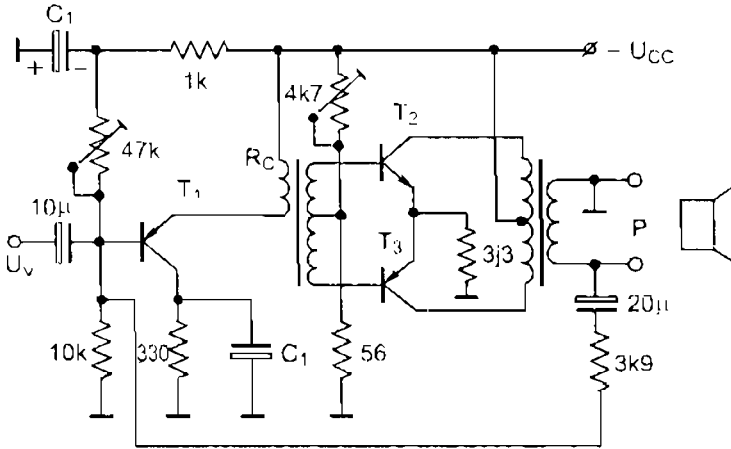 C1
+ -
1k
- UCC
4k7
T2
47k
RC
T1
10µ
Uv
T3
3j3
P
20µ
10k
330
C1
56
3k9